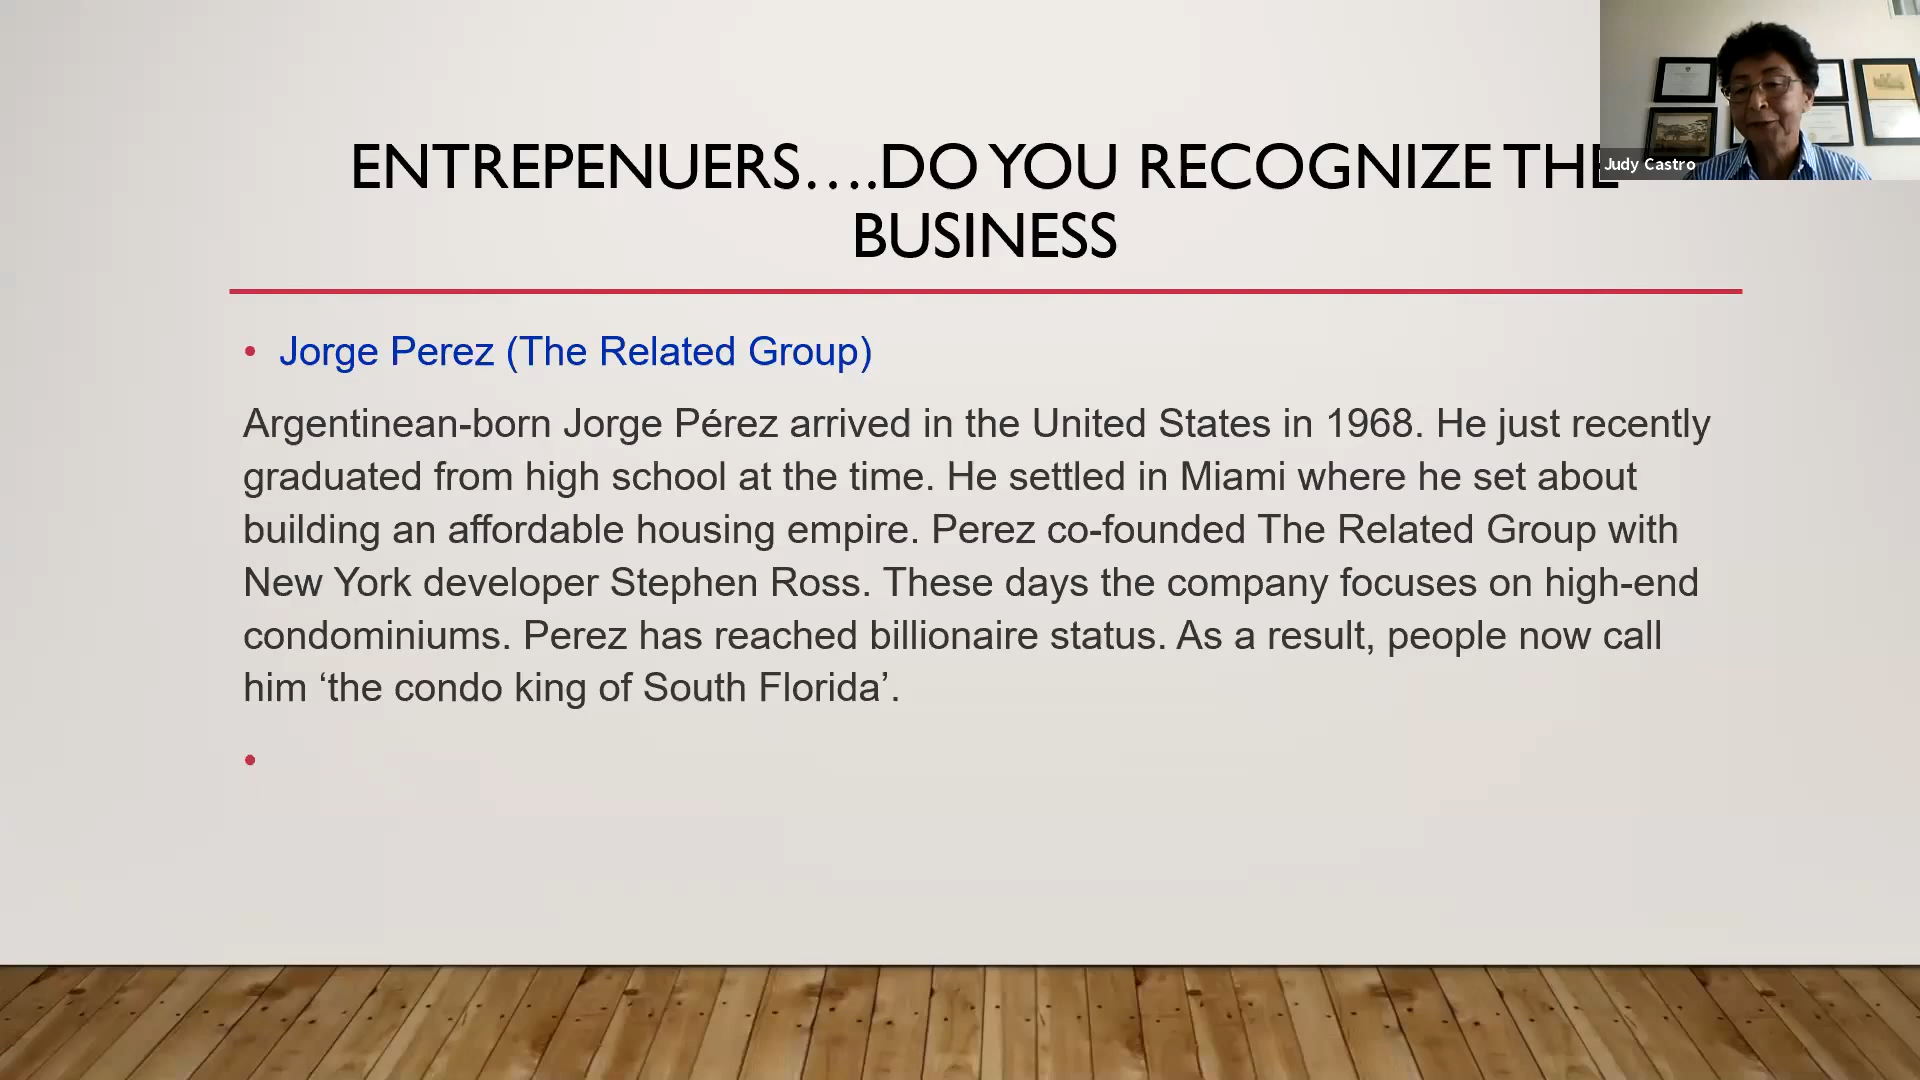 ENTREPENUERS....DO YOU RECOGNIZE THE
BUSINESS
Judy Castro
• Jorge Perez (The Related Group)
Argentinean-born Jorge Pérez arrived in the United States in 1968. He just recently
graduated from high school at the time. He settled in Miami where he set about
building an affordable housing empire. Perez co-founded The Related Group with
New York developer Stephen Ross. These days the company focuses on high-end
condominiums. Perez has reached billionaire status. As a result, people now call
him ‘the condo king of South Florida’.
•